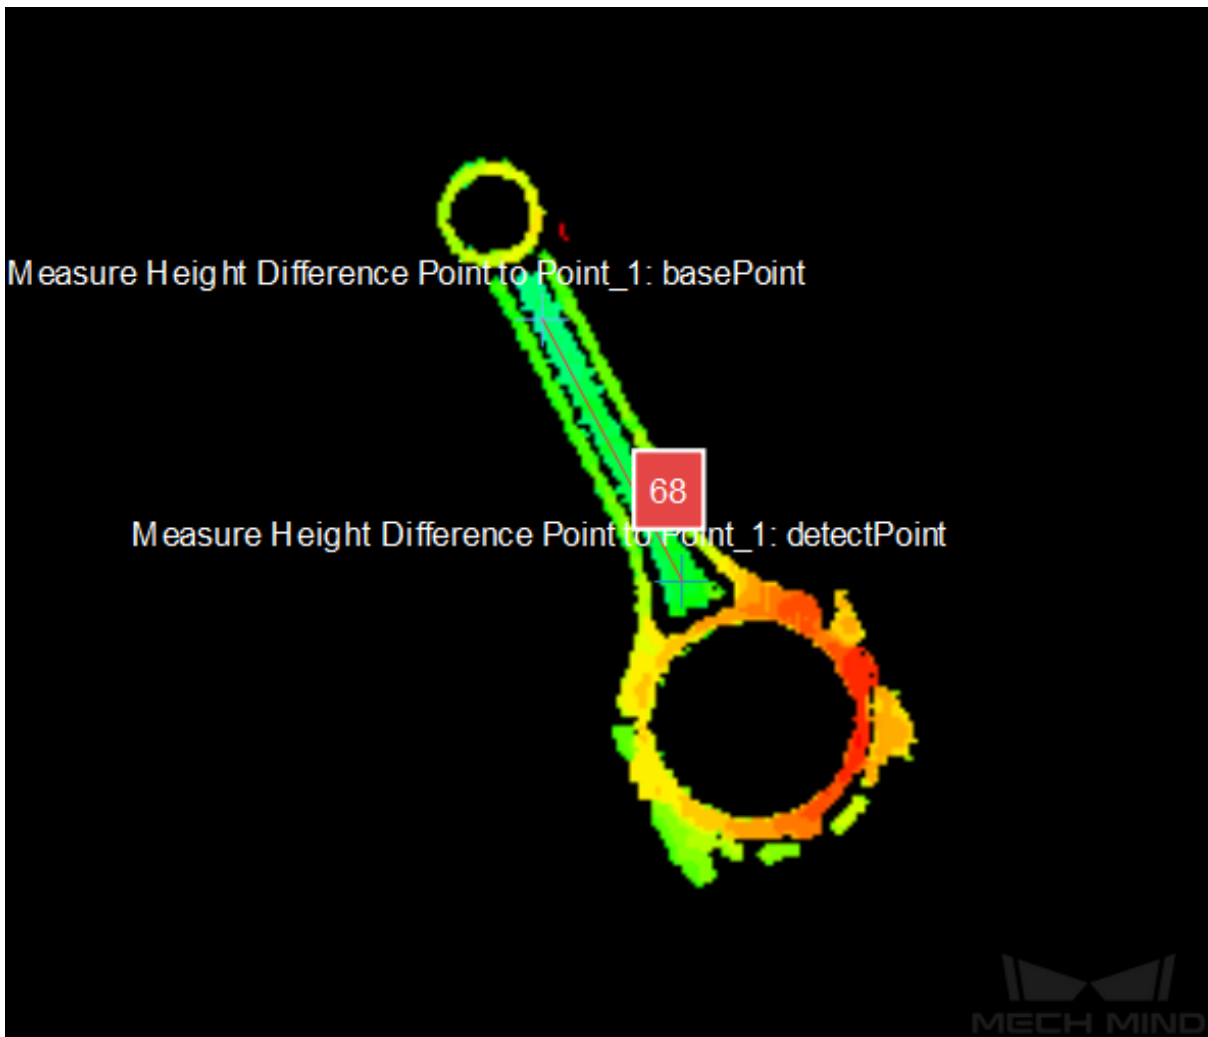 Measure Height Difference Point to Point_1: basePoint
68
Measure Height Difference Point to Point_1: detectPoint
MECH MIND